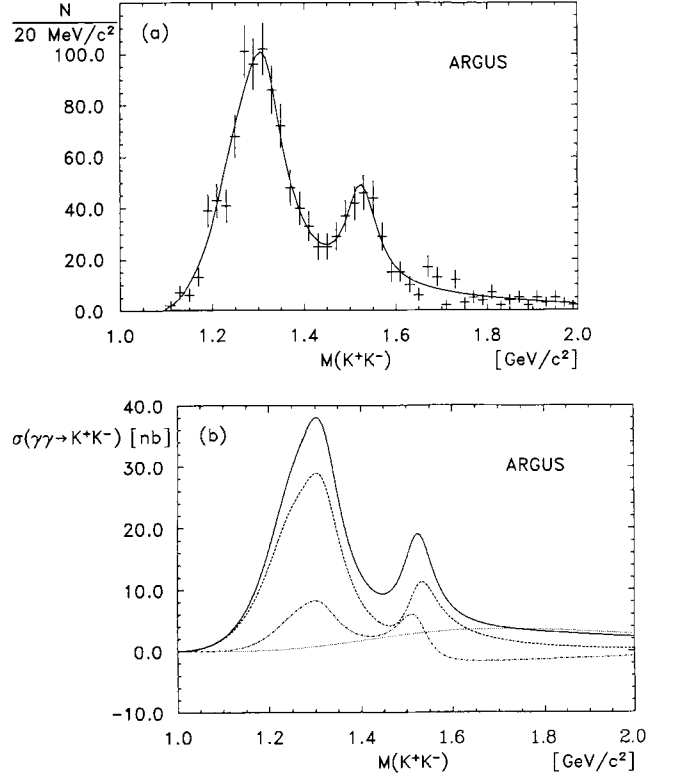 N
20 MeV/c²
(a)
ARGUS
100.0
80.0
60.0
40.0
20.0
0.0
1.0 1.2 1.4 1.6 1.8 2.0
M(K⁺K⁻) [GeV/c²]
40.0
σ(γγ→K⁺K⁻) [nb]
(b)
ARGUS
30.0
20.0
10.0
0.0
−10.0
1.0 1.2 1.4 1.6 1.8 2.0
M(K⁺K⁻) [GeV/c²]